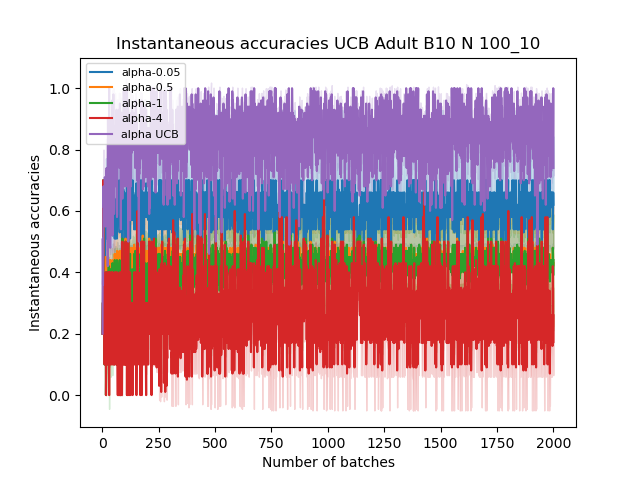 Instantaneous accuracies UCB Adult B10 N 100_10
alpha-0.05
alpha-0.5
alpha-1
alpha-4
alpha UCB
1.0
0.8
0.6
0.4
0.2
0.0
Instantaneous accuracies
0 250 500 750 1000 1250 1500 1750 2000
Number of batches